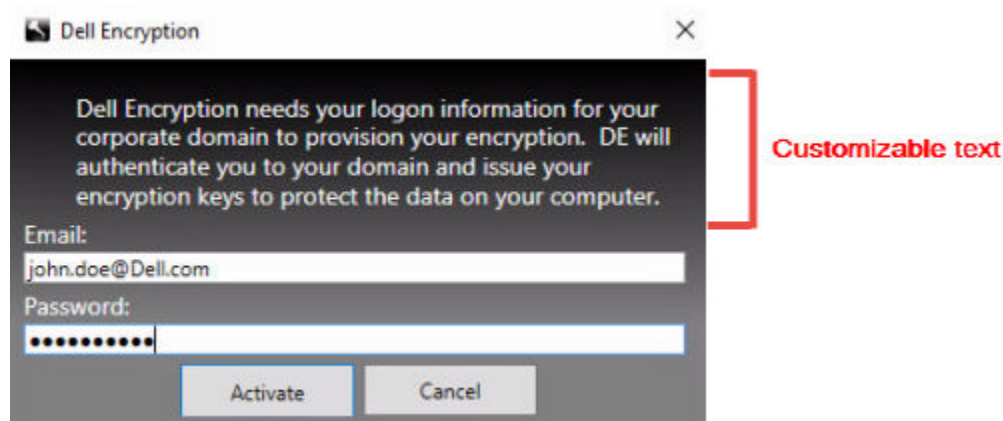 Dell Encryption
Dell Encryption needs your logon information for your
corporate domain to provision your encryption.  DE will
authenticate you to your domain and issue your
encryption keys to protect the data on your computer.
Customizable text
Email:
john.doe@Dell.com
Password:
●●●●●●●●●●
Activate
Cancel